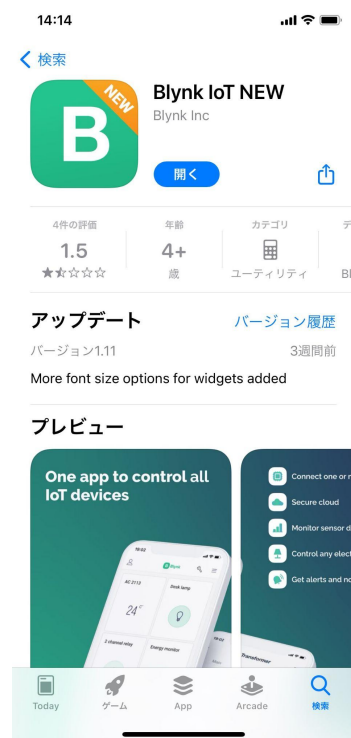 14:14
検索
NEW
B
Blynk IoT NEW
Blynk Inc
開く
4件の評価
年齢
カテゴリ
1.5
4+
歳
ユーティリティ
アップデート
バージョン履歴
バージョン1.11
3週間前
More font size options for widgets added
プレビュー
One app to control all
IoT devices
Connect one or
Secure cloud
Monitor sensor
Control any elect
Get alerts and no
10:02
Blynk
AC 2113
Desk lamp
24°
2 channel relay
Energy monitor
Transformer
Today
ゲーム
App
Arcade
検索